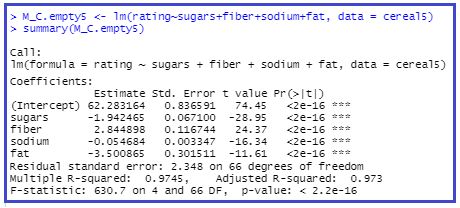 > M_C.empty5 <- lm(rating~sugars+fiber+sodium+fat, data = cereal5)
> summary(M_C.empty5)
Call:
lm(formula = rating ~ sugars + fiber + sodium + fat, data = cereal5)
Coefficients:
Estimate Std. Error t value Pr(>|t|)
(Intercept) 62.283164 0.836591 74.45 <2e-16 ***
sugars -1.942465 0.067100 -28.95 <2e-16 ***
fiber 2.844898 0.116744 24.37 <2e-16 ***
sodium -0.054684 0.003347 -16.34 <2e-16 ***
fat -3.500865 0.301511 -11.61 <2e-16 ***
Residual standard error: 2.348 on 66 degrees of freedom
Multiple R-squared: 0.9745, Adjusted R-squared: 0.973
F-statistic: 630.7 on 4 and 66 DF, p-value: < 2.2e-16